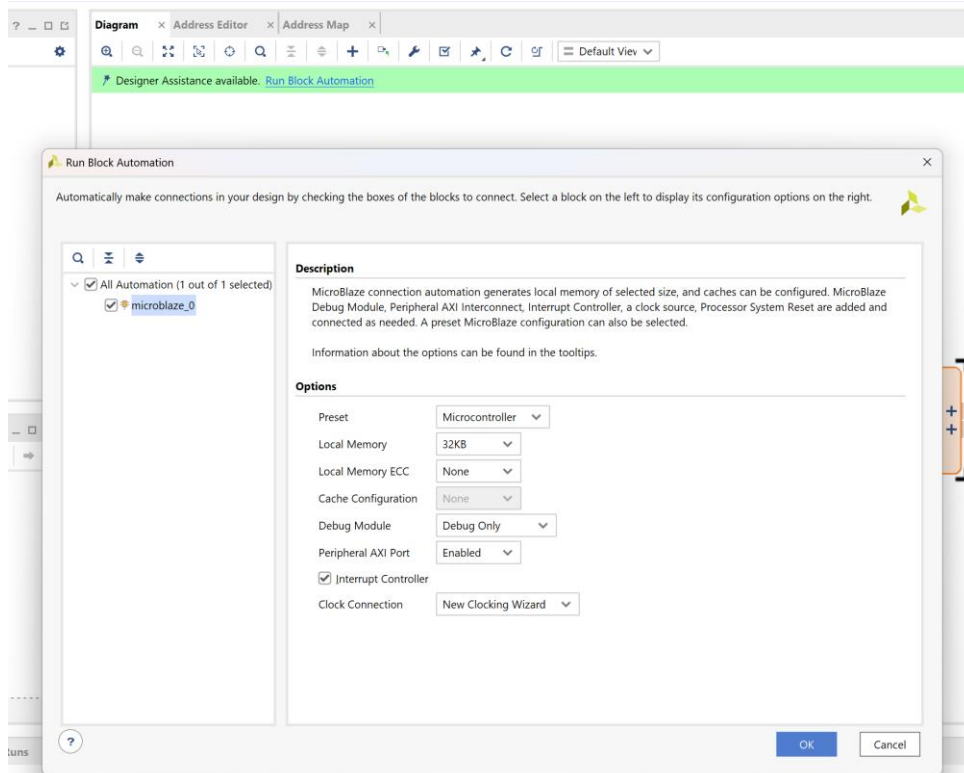 ? Diagram × Address Editor × Address Map ×
Default View
Designer Assistance available. Run Block Automation
Run Block Automation
Automatically make connections in your design by checking the boxes of the blocks to connect. Select a block on the left to display its configuration options on the right.
All Automation (1 out of 1 selected)
microblaze_0
Description
MicroBlaze connection automation generates local memory of selected size, and caches can be configured. MicroBlaze
Debug Module, Peripheral AXI Interconnect, Interrupt Controller, a clock source, Processor System Reset are added and
connected as needed. A preset MicroBlaze configuration can also be selected.
Information about the options can be found in the tooltips.
Options
Preset Microcontroller
Local Memory 32KB
Local Memory ECC None
Cache Configuration None
Debug Module Debug Only
Peripheral AXI Port Enabled
Interrupt Controller
Clock Connection New Clocking Wizard
? OK Cancel
Runs